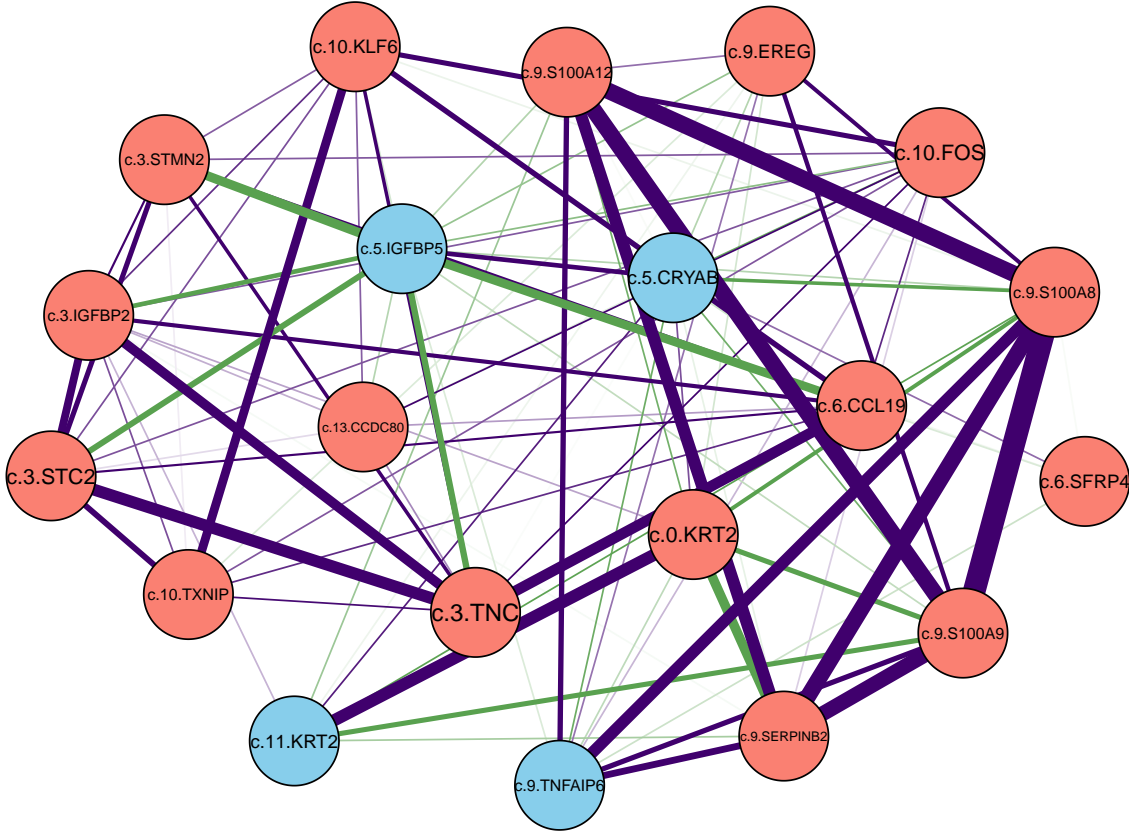 c.10.KLF6
c.9.EREG
c.9.S100A12
c.10.FOS
c.3.STMN2
c.5.IGFBP5
c.5.CRYAB
c.9.S100A8
c.3.IGFBP2
c.6.CCL19
c.13.CCDC80
c.3.STC2
c.6.SFRP4
c.0.KRT2
c.10.TXNIP
c.3.TNC
c.9.S100A9
c.9.SERPINB2
c.11.KRT2
c.9.TNFAIP6